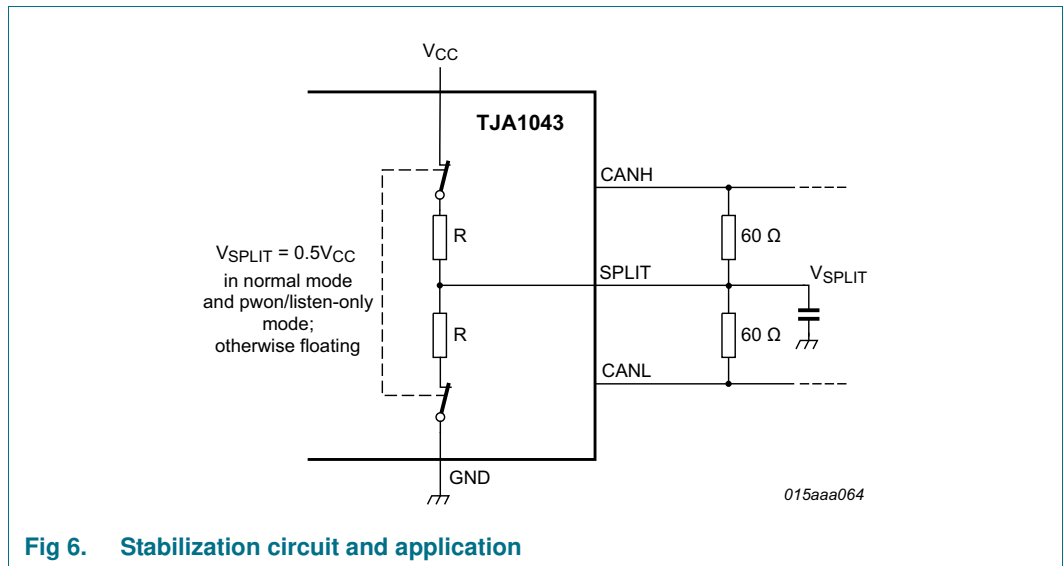 VCC
TJA1043
CANH
R
60 Ω
VSPLIT = 0.5VCC
in normal mode
and pwon/listen-only
mode;
otherwise floating
SPLIT
VSPLIT
R
60 Ω
CANL
GND
015aaa064
Fig 6. Stabilization circuit and application